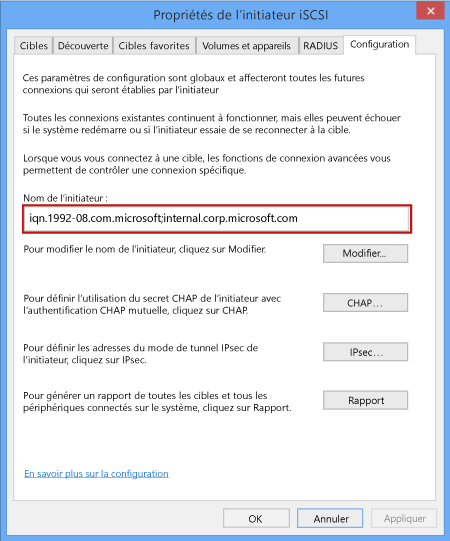 Propriétés de l'initiateur iSCSI
Cibles Découverte Cibles favorites Volumes et appareils RADIUS Configuration
Ces paramètres de configuration sont globaux et affecteront toutes les futures
connexions qui seront établies par l'initiateur
Toutes les connexions existantes continuent à fonctionner, mais elles peuvent échouer
si le système redémarre ou si l'initiateur essaie de se reconnecter à la cible.
Lorsque vous vous connectez à une cible, les fonctions de connexion avancées vous
permettent de contrôler une connexion spécifique.
Nom de l'initiateur :
iqn.1992-08.com.microsoft;internal.corp.microsoft.com
Pour modifier le nom de l'initiateur, cliquez sur Modifier.
Modifier...
Pour définir l'utilisation du secret CHAP de l'initiateur avec
l'authentification CHAP mutuelle, cliquez sur CHAP.
CHAP...
Pour définir les adresses du mode de tunnel IPsec de
l'initiateur, cliquez sur IPsec.
IPsec...
Pour générer un rapport de toutes les cibles et tous les
périphériques connectés sur le système, cliquez sur Rapport.
Rapport
En savoir plus sur la configuration
OK Annuler Appliquer